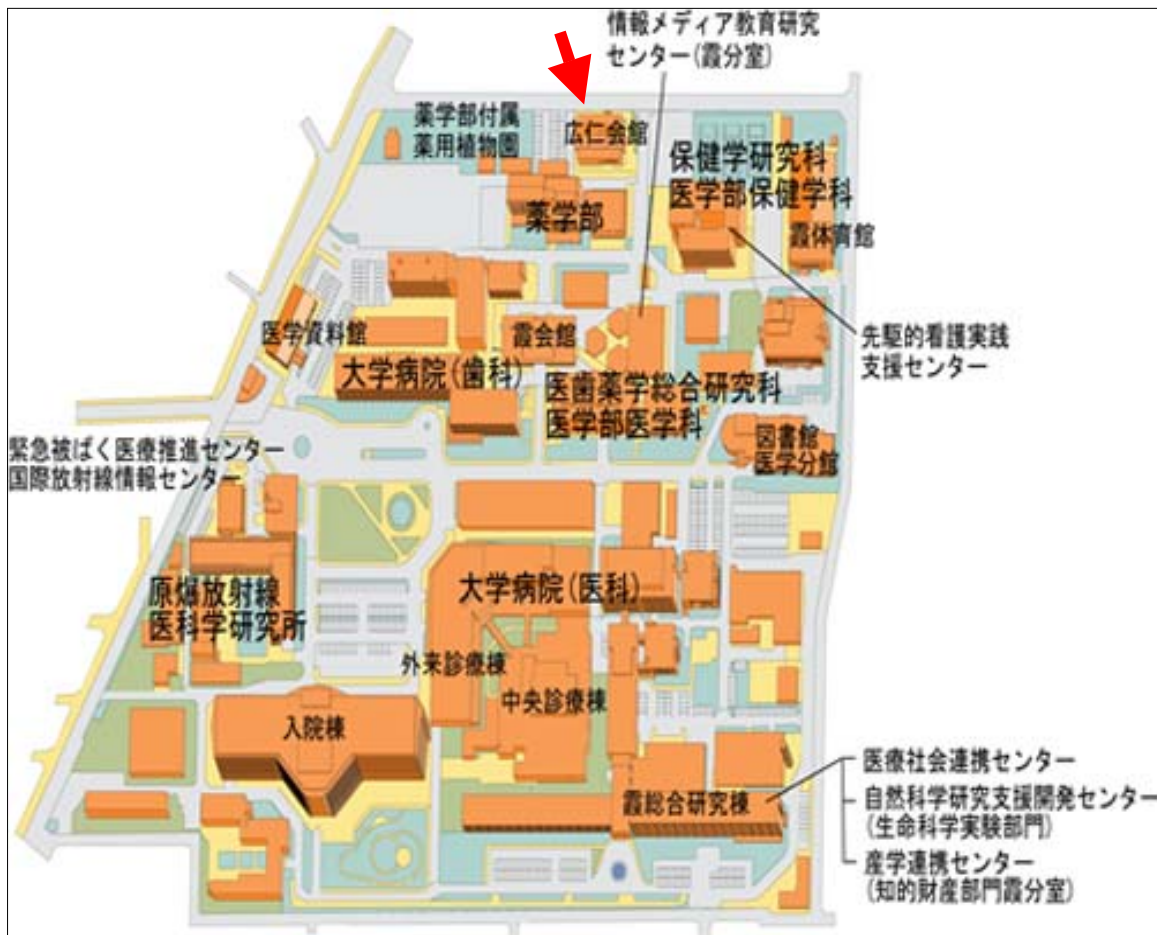 情報メディア教育研究
センター(霞分室)
薬学部付属
薬用植物園
広仁会館
保健学研究科
医学部保健学科
薬学部
霞体育館
医学資料館
霞会館
先駆的看護実践
支援センター
大学病院(歯科)
医歯薬学総合研究科
医学部医学科
図書館
医学分館
緊急被ばく医療推進センター
国際放射線情報センター
原爆放射線
医科学研究所
大学病院(医科)
外来診療棟
中央診療棟
入院棟
霞総合研究棟
医療社会連携センター
自然科学研究支援開発センター
(生命科学実験部門)
産学連携センター
(知的財産部門霞分室)